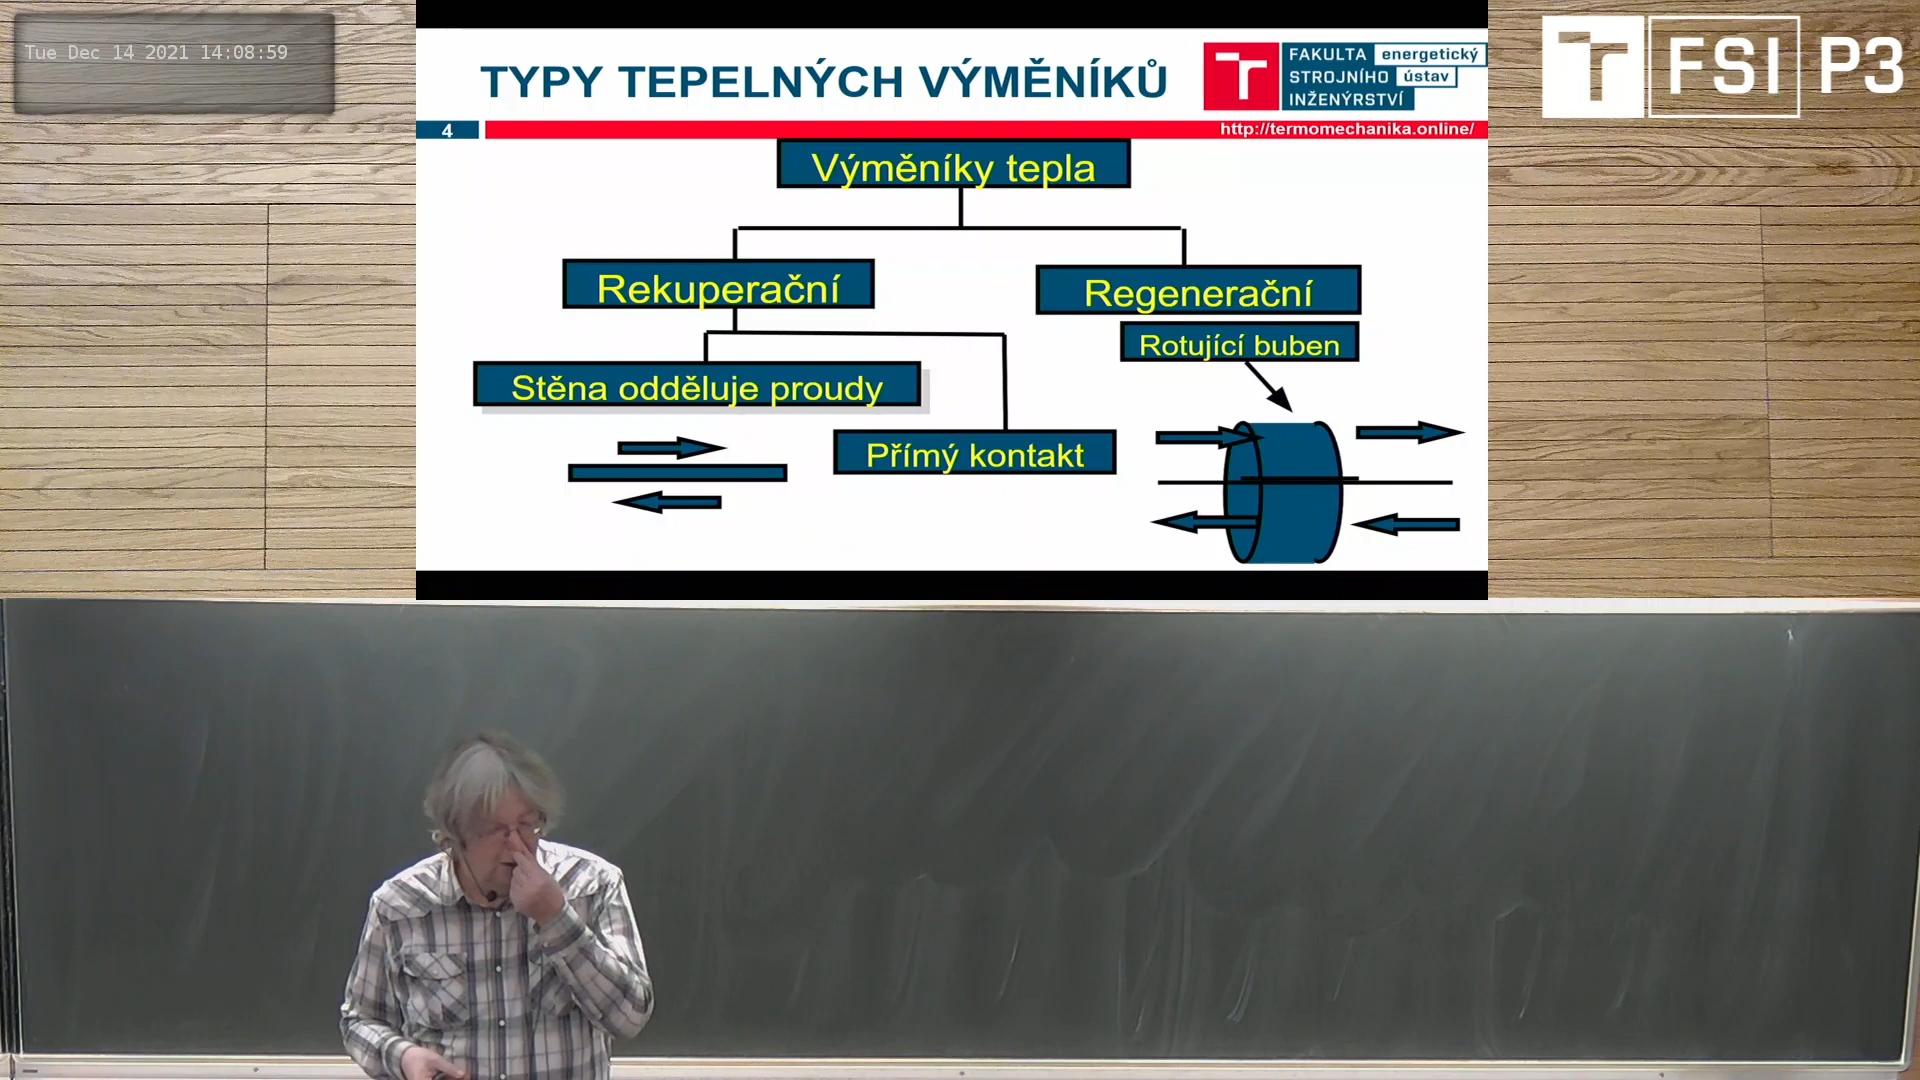 Tue Dec 14 2021 14:08:59
TYPY TEPELNÝCH VÝMĚNÍKŮ
FAKULTA energetický
STROJNÍHO ústav
INŽENÝRSTVÍ
FSI P3
4
http://termomechanika.online/
Výměníky tepla
Rekuperační
Regenerační
Rotující buben
Stěna odděluje proudy
Přímý kontakt